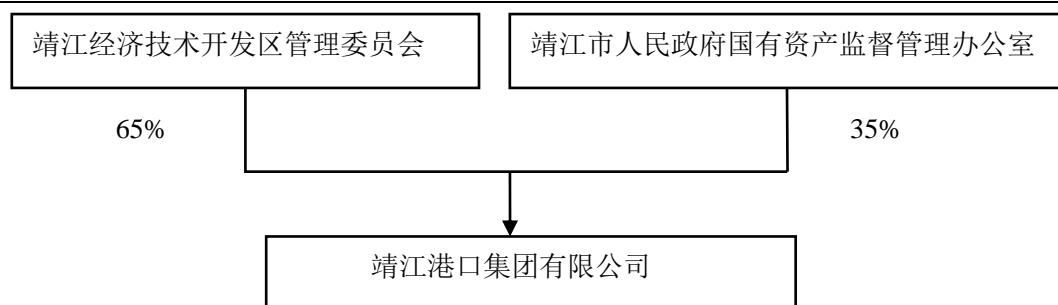 靖江经济技术开发区管理委员会
靖江市人民政府国有资产监督管理办公室
65%
35%
靖江港口集团有限公司